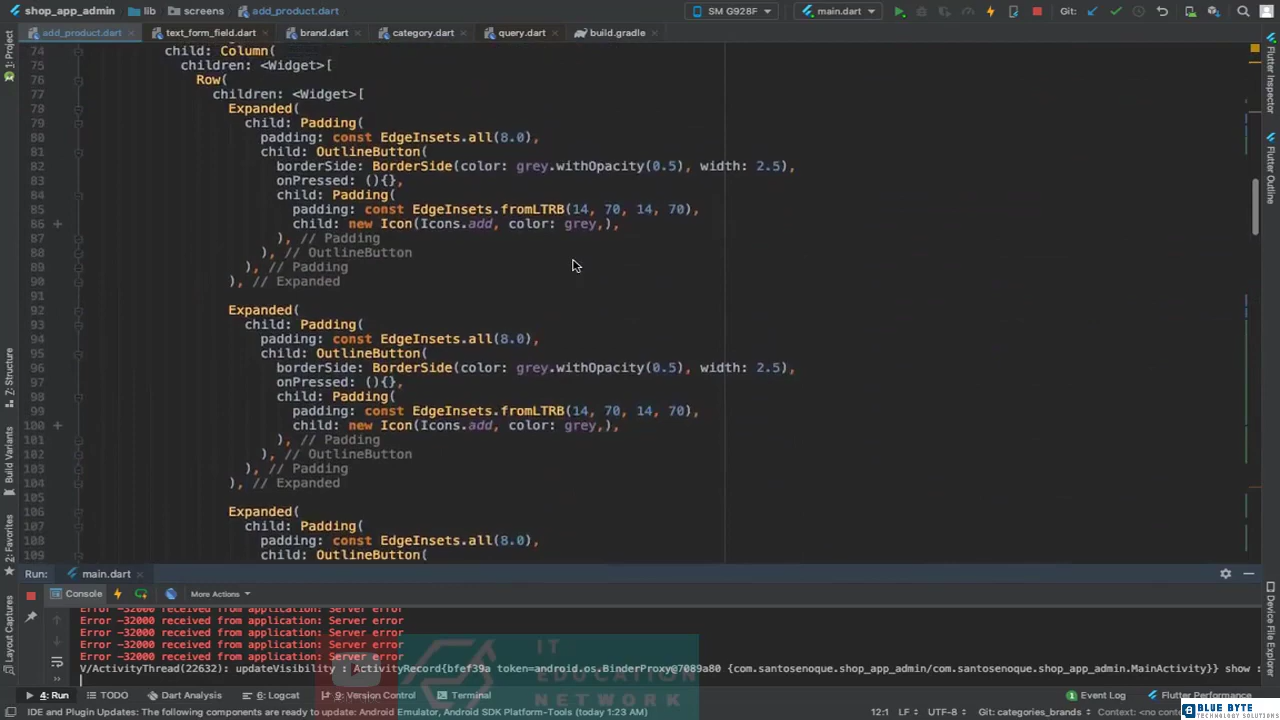 shop_app_admin lib screens add_product.dart SM G928F main.dart Git:
add_product.dart text_form_field.dart brand.dart category.dart query.dart build.gradle
1: Project
Z: Structure
Build Variants
2: Favorites
Layout Captures
74 child: Column(
75 children: <Widget>[
76 Row(
77 children: <Widget>[
78 Expanded(
79 child: Padding(
80 padding: const EdgeInsets.all(8.0),
81 child: OutlineButton(
82 borderSide: BorderSide(color: grey.withOpacity(0.5), width: 2.5),
83 onPressed: (){},
84 child: Padding(
85 padding: const EdgeInsets.fromLTRB(14, 70, 14, 70),
86 child: new Icon(Icons.add, color: grey,),
87 ), // Padding
88 ), // OutlineButton
89 ), // Padding
90 ), // Expanded
91
92 Expanded(
93 child: Padding(
94 padding: const EdgeInsets.all(8.0),
95 child: OutlineButton(
96 borderSide: BorderSide(color: grey.withOpacity(0.5), width: 2.5),
97 onPressed: (){},
98 child: Padding(
99 padding: const EdgeInsets.fromLTRB(14, 70, 14, 70),
100 child: new Icon(Icons.add, color: grey,),
101 ), // Padding
102 ), // OutlineButton
103 ), // Padding
104 ), // Expanded
105
106 Expanded(
107 child: Padding(
108 padding: const EdgeInsets.all(8.0),
109 child: OutlineButton(
Flutter Inspector
Flutter Outline
Device File Explorer
Run: main.dart
Console More Actions
Error -32000 received from application: Server error
Error -32000 received from application: Server error
Error -32000 received from application: Server error
Error -32000 received from application: Server error
Error -32000 received from application: Server error
V/ActivityThread(22632): updateVisibility : ActivityRecord{bfef39a token=android.os.BinderProxy@7089a80 {com.santosenoque.shop_app_admin/com.santosenoque.shop_app_admin.MainActivity}} show :
IT
EDUCATION
NETWORK
4: Run TODO Dart Analysis 6: Logcat 9: Version Control Terminal 1 Event Log Flutter Performance
IDE and Plugin Updates: The following components are ready to update: Android Emulator, Android SDK Platform-Tools (today 1:23 AM) 12:1 LF UTF-8 Git: categories_brands Context: <no
BLUE BYTE
TECHNOLOGY SOLUTIONS